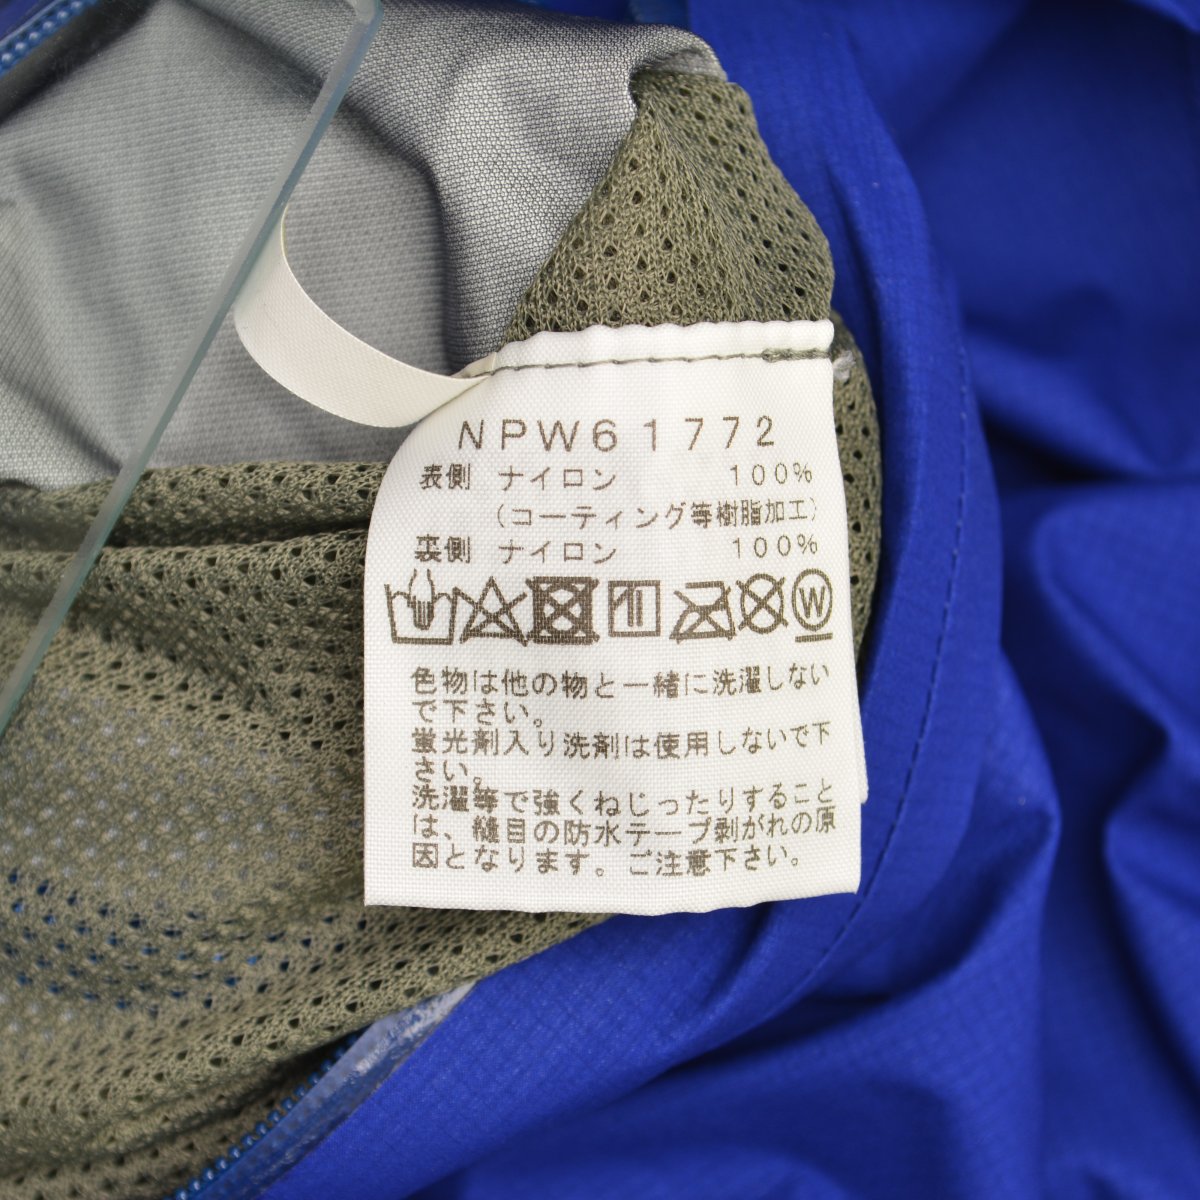 NPW61772
表側 ナイロン 100%
(コーティング等樹脂加工)
裏側 ナイロン 100%
W
色物は他の物と一緒に洗濯しない
で下さい。
蛍光剤入り洗剤は使用しないで下
さい。
洗濯等で強くねじったりすること
は、縫目の防水テープ剥がれの原
因となります。ご注意下さい。